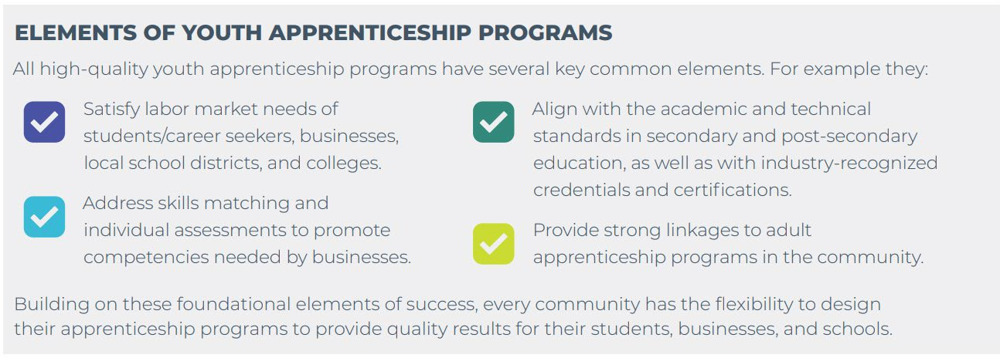 ELEMENTS OF YOUTH APPRENTICESHIP PROGRAMS
All high-quality youth apprenticeship programs have several key common elements. For example they:
Satisfy labor market needs of
students/career seekers, businesses,
local school districts, and colleges.
Address skills matching and
individual assessments to promote
competencies needed by businesses.
Align with the academic and technical
standards in secondary and post-secondary
education, as well as with industry-recognized
credentials and certifications.
Provide strong linkages to adult
apprenticeship programs in the community.
Building on these foundational elements of success, every community has the flexibility to design
their apprenticeship programs to provide quality results for their students, businesses, and schools.